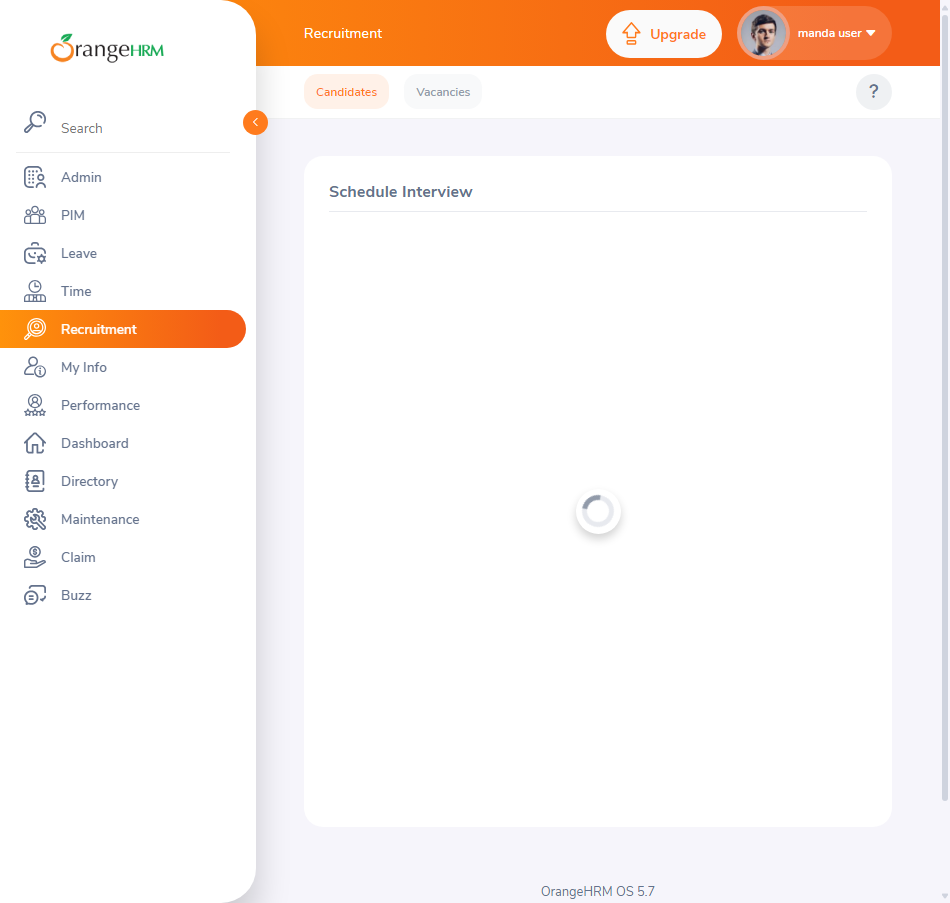 OrangeHRM
Recruitment
Upgrade
manda user
Candidates
Vacancies
?
Search
Admin
PIM
Leave
Time
Recruitment
My Info
Performance
Dashboard
Directory
Maintenance
Claim
Buzz
Schedule Interview
OrangeHRM OS 5.7